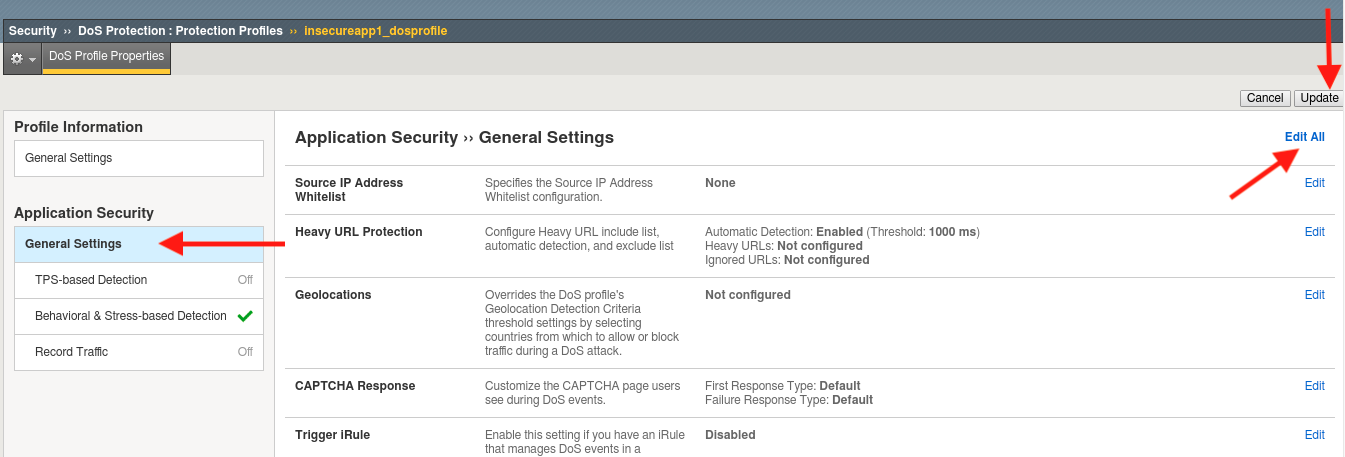 Security ›› DoS Protection : Protection Profiles ›› insecureapp1_dosprofile
DoS Profile Properties
Cancel Update
Profile Information
General Settings
Application Security
General Settings
TPS-based Detection Off
Behavioral & Stress-based Detection
Record Traffic Off
Application Security ›› General Settings Edit All
Source IP Address Specifies the Source IP Address None Edit
Whitelist Whitelist configuration.
Heavy URL Protection Configure Heavy URL include list, Automatic Detection: Enabled (Threshold: 1000 ms) Edit
automatic detection, and exclude list Heavy URLs: Not configured
Ignored URLs: Not configured
Geolocations Overrides the DoS profile's Not configured Edit
Geolocation Detection Criteria
threshold settings by selecting
countries from which to allow or block
traffic during a DoS attack.
CAPTCHA Response Customize the CAPTCHA page users First Response Type: Default Edit
see during DoS events. Failure Response Type: Default
Trigger iRule Enable this setting if you have an iRule Disabled Edit
that manages DoS events in a